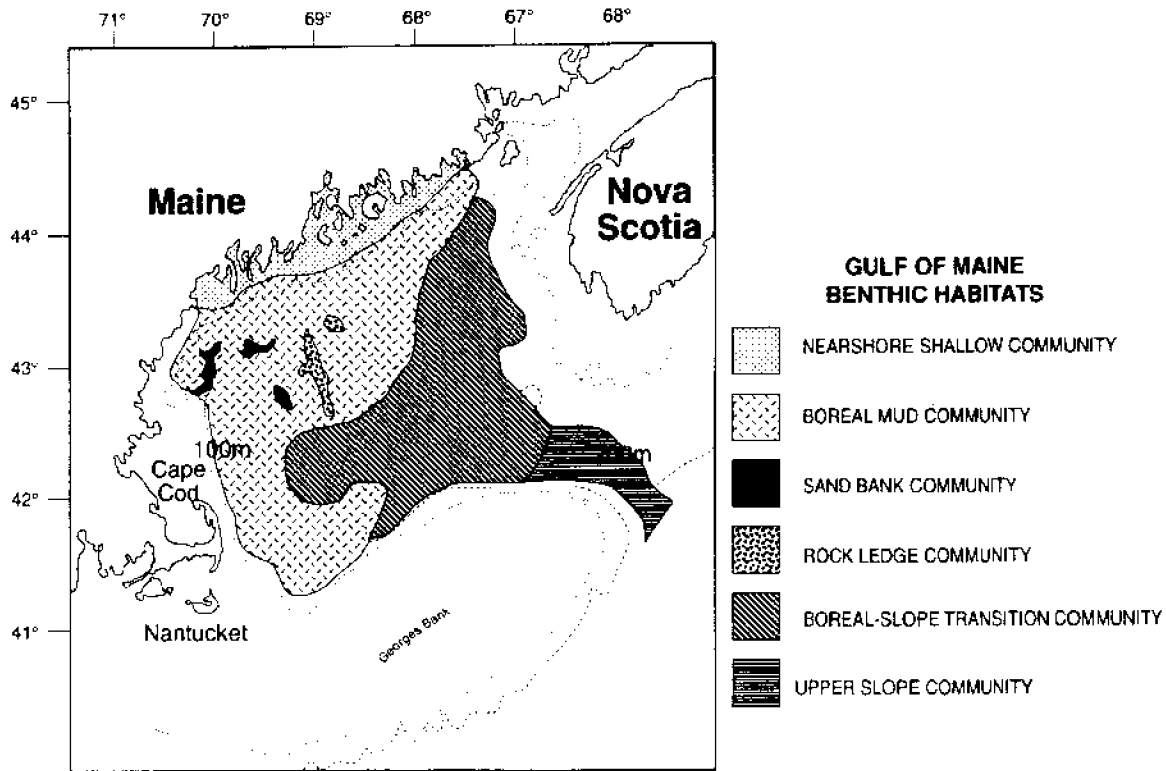 71° 70° 69° 68° 67° 68°
45°
44°
43°
42°
41°
Maine
Nova
Scotia
100m
Cape
Cod
Nantucket
Georges Bank
GULF OF MAINE
BENTHIC HABITATS
NEARSHORE SHALLOW COMMUNITY
BOREAL MUD COMMUNITY
SAND BANK COMMUNITY
ROCK LEDGE COMMUNITY
BOREAL-SLOPE TRANSITION COMMUNITY
UPPER SLOPE COMMUNITY